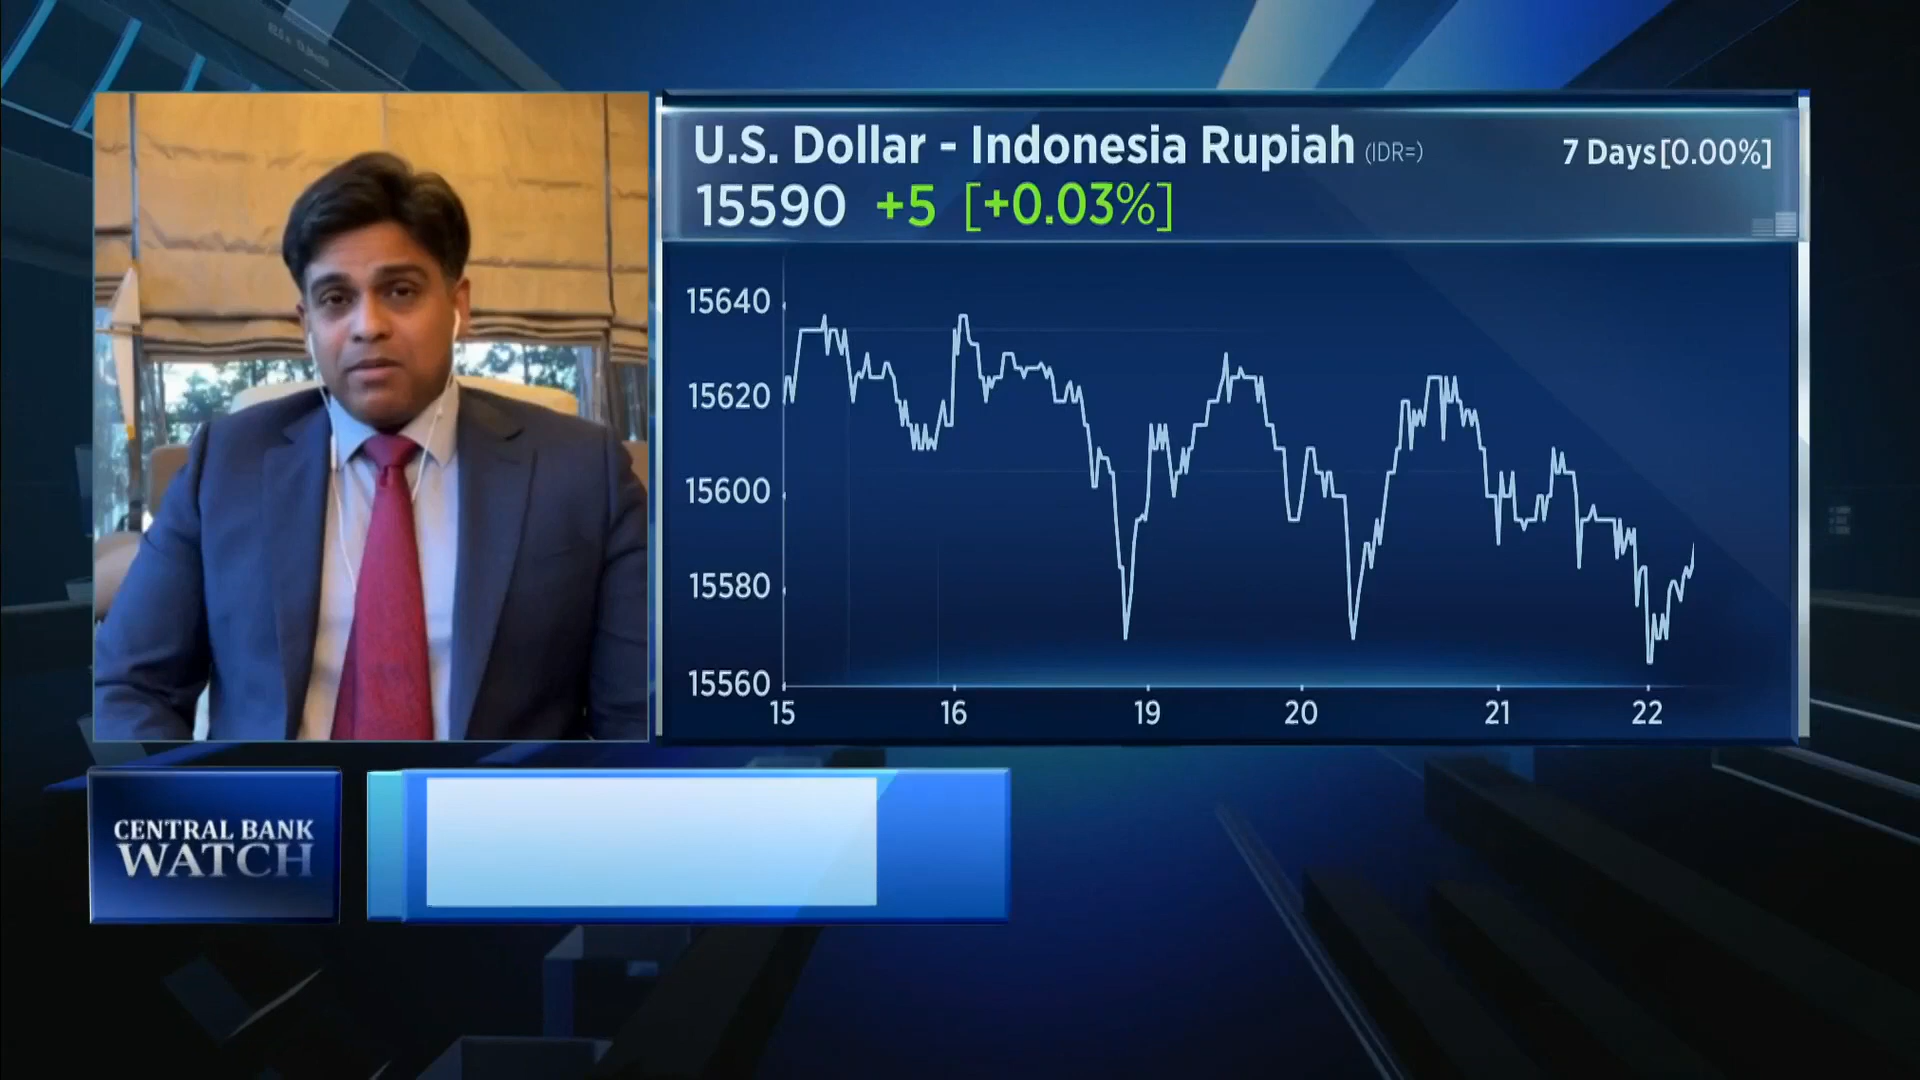 U.S. Dollar - Indonesia Rupiah (IDR=)
7 Days[0.00%]
15590 +5 [+0.03%]
15640
15620
15600
15580
15560
15 16 19 20 21 22
CENTRAL BANK
WATCH